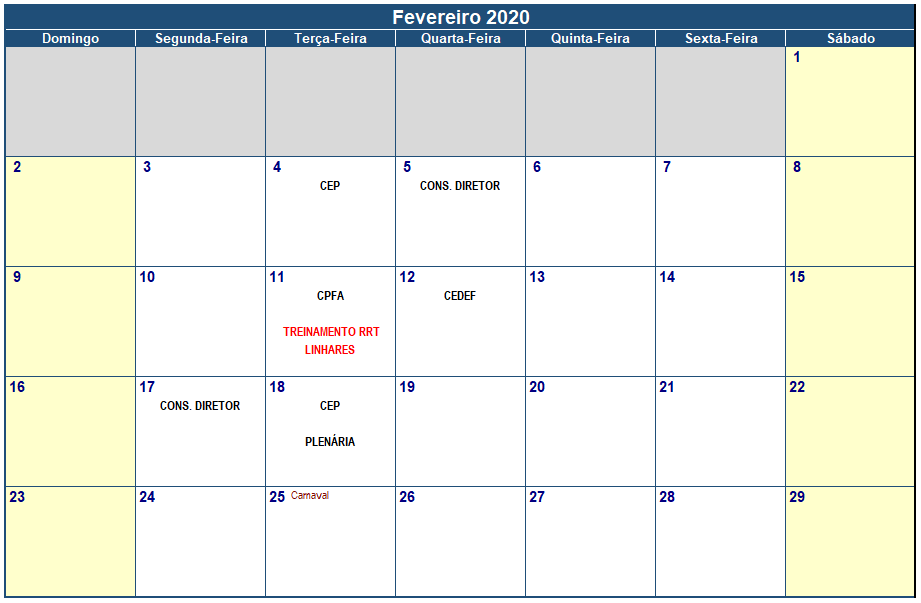 Fevereiro 2020
Domingo Segunda-Feira Terça-Feira Quarta-Feira Quinta-Feira Sexta-Feira Sábado
1
2 3 4 5 6 7 8
CEP CONS. DIRETOR
9 10 11 12 13 14 15
CPFA CEDEF
TREINAMENTO RRT
LINHARES
16 17 18 19 20 21 22
CONS. DIRETOR CEP
PLENÁRIA
23 24 25 Carnaval 26 27 28 29